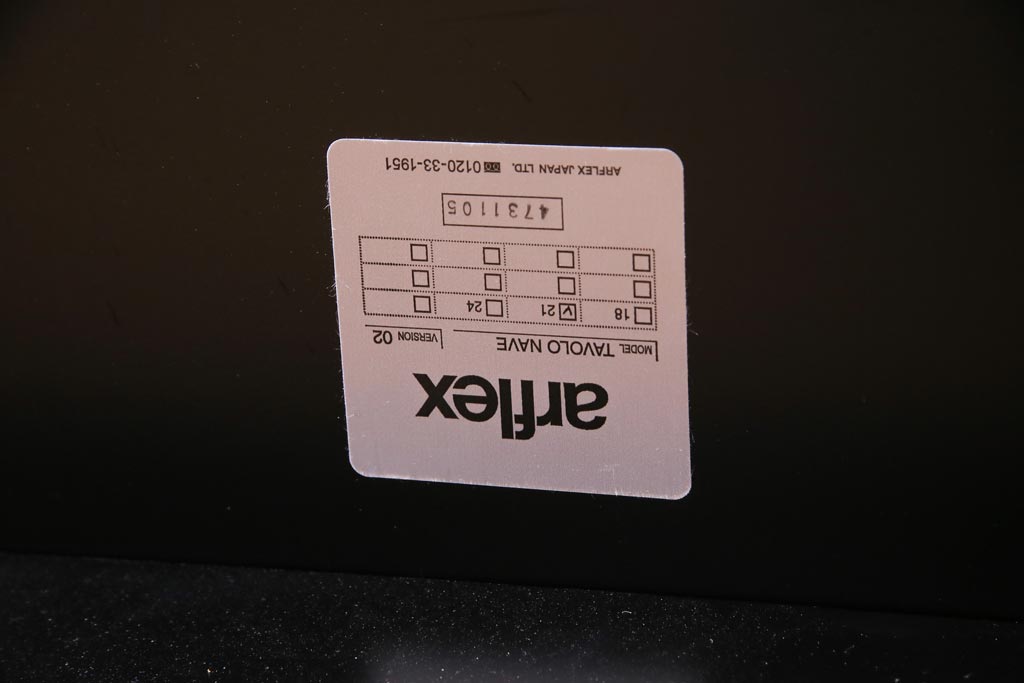 arflex
MODEL TAVOLO NAVE VERSION 02
☐ 18 ☑ 21 ☐ 24 ☐
☐ ☐ ☐ ☐
☐ ☐ ☐ ☐
4731105
ARFLEX JAPAN LTD. 0120-33-1951